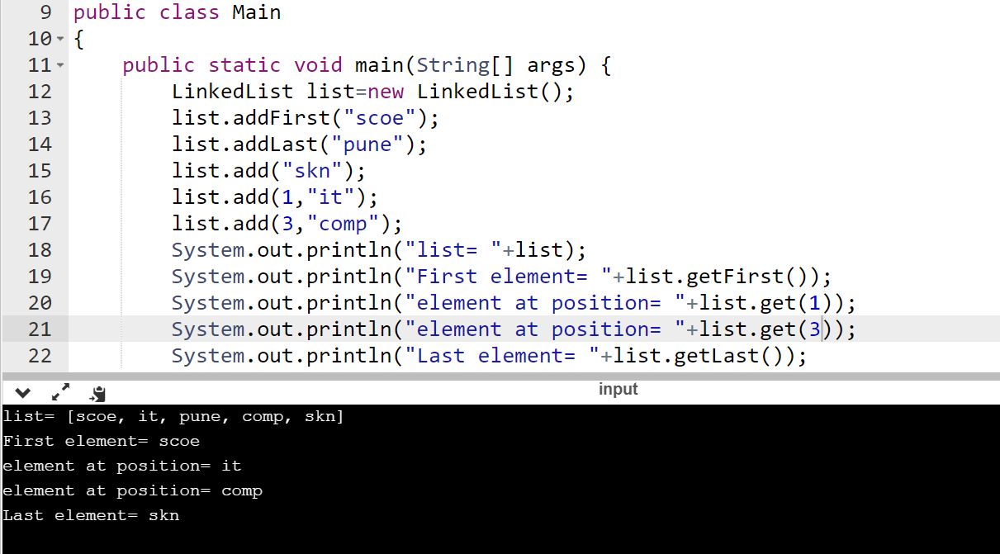 9 public class Main
10 {
11 public static void main(String[] args) {
12 LinkedList list=new LinkedList();
13 list.addFirst("scoe");
14 list.addLast("pune");
15 list.add("skn");
16 list.add(1,"it");
17 list.add(3,"comp");
18 System.out.println("list= "+list);
19 System.out.println("First element= "+list.getFirst());
20 System.out.println("element at position= "+list.get(1));
21 System.out.println("element at position= "+list.get(3));
22 System.out.println("Last element= "+list.getLast());
input
list= [scoe, it, pune, comp, skn]
First element= scoe
element at position= it
element at position= comp
Last element= skn